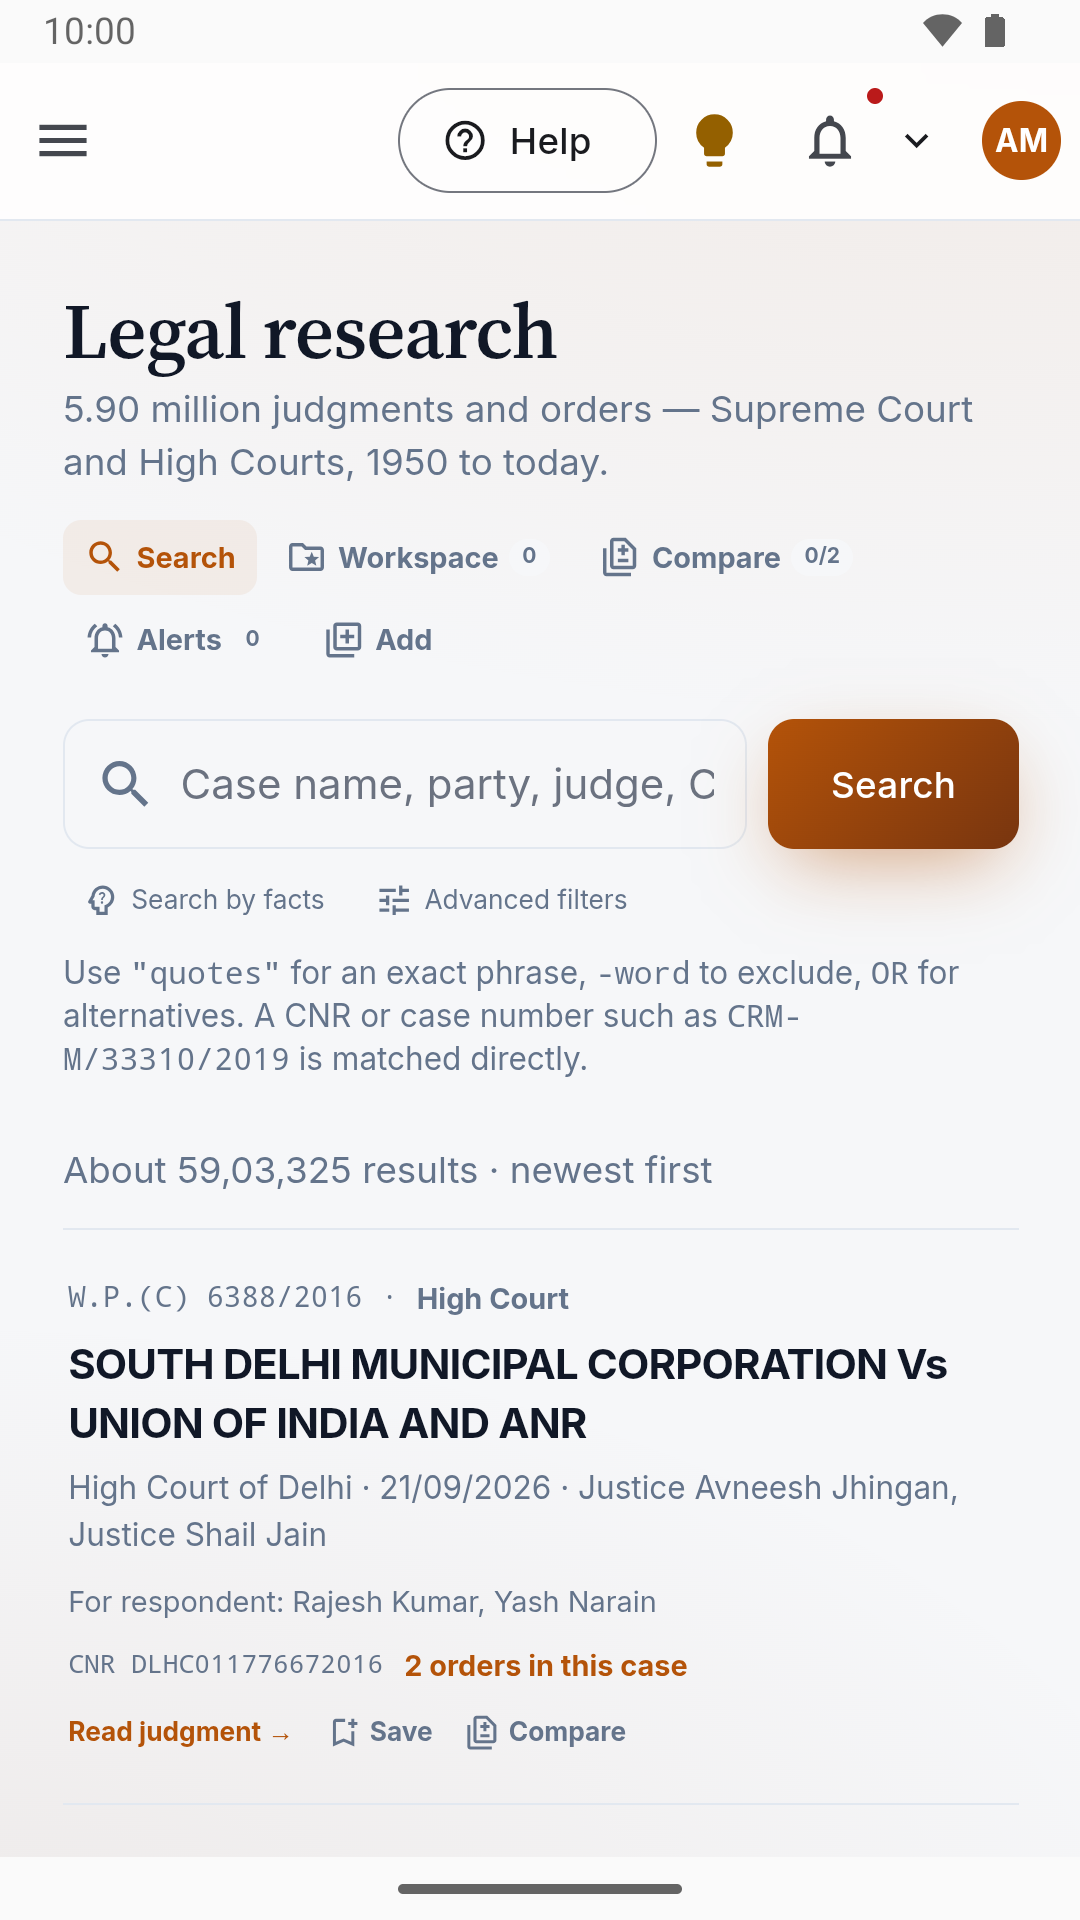 10:00
Help
AM
Legal research
5.90 million judgments and orders — Supreme Court
and High Courts, 1950 to today.
Search
Workspace 0
Compare 0/2
Alerts 0
Add
Case name, party, judge, C
Search
Search by facts
Advanced filters
Use "quotes" for an exact phrase, -word to exclude, OR for
alternatives. A CNR or case number such as CRM-
M/33310/2019 is matched directly.
About 59,03,325 results · newest first
W.P.(C) 6388/2016 · High Court
SOUTH DELHI MUNICIPAL CORPORATION Vs
UNION OF INDIA AND ANR
High Court of Delhi · 21/09/2026 · Justice Avneesh Jhingan,
Justice Shail Jain
For respondent: Rajesh Kumar, Yash Narain
CNR DLHC011776672016 2 orders in this case
Read judgment → Save Compare